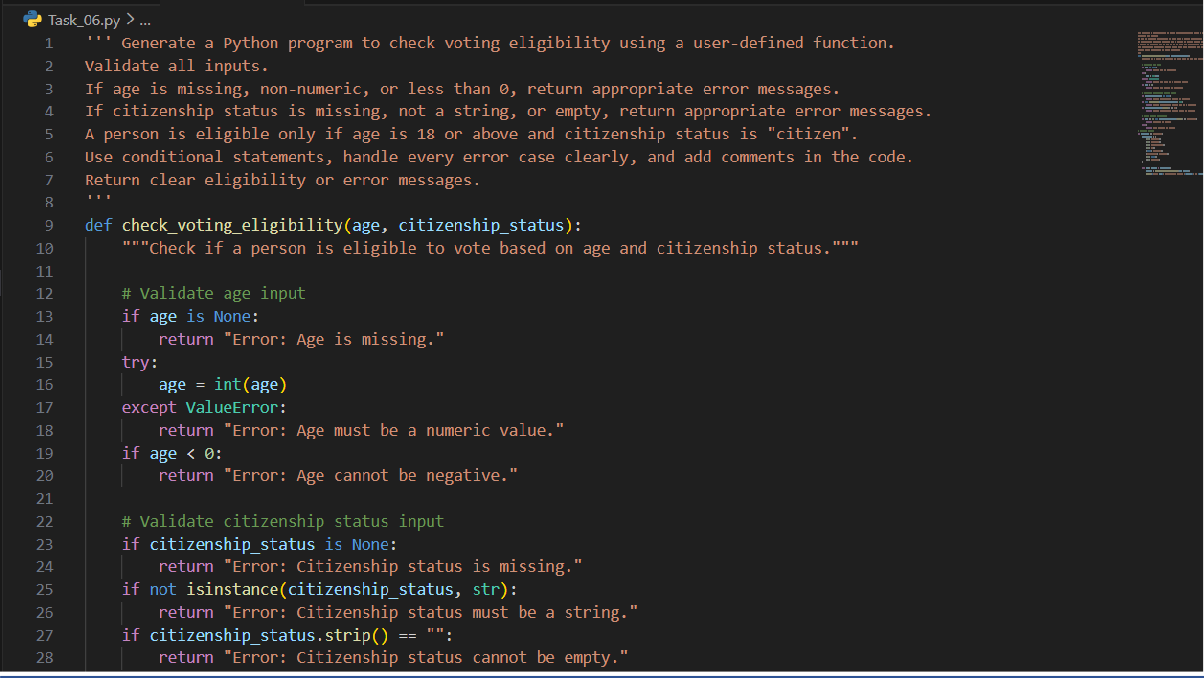 Task_06.py > ...
1 ''' Generate a Python program to check voting eligibility using a user-defined function.
2 Validate all inputs.
3 If age is missing, non-numeric, or less than 0, return appropriate error messages.
4 If citizenship status is missing, not a string, or empty, return appropriate error messages.
5 A person is eligible only if age is 18 or above and citizenship status is "citizen".
6 Use conditional statements, handle every error case clearly, and add comments in the code.
7 Return clear eligibility or error messages.
8 '''
9 def check_voting_eligibility(age, citizenship_status):
10     """Check if a person is eligible to vote based on age and citizenship status."""
11
12     # Validate age input
13     if age is None:
14         return "Error: Age is missing."
15     try:
16         age = int(age)
17     except ValueError:
18         return "Error: Age must be a numeric value."
19     if age < 0:
20         return "Error: Age cannot be negative."
21
22     # Validate citizenship status input
23     if citizenship_status is None:
24         return "Error: Citizenship status is missing."
25     if not isinstance(citizenship_status, str):
26         return "Error: Citizenship status must be a string."
27     if citizenship_status.strip() == "":
28         return "Error: Citizenship status cannot be empty."